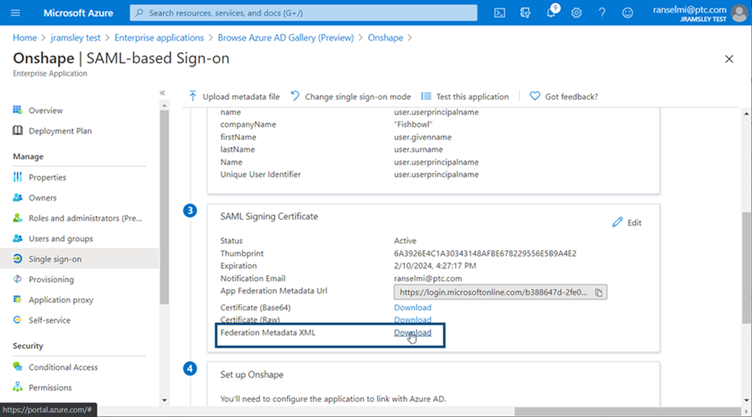 Microsoft Azure
Search resources, services, and docs (G+/)
9
ranselmi@ptc.com
JRAMSLEY TEST
Home > jramsley test > Enterprise applications > Browse Azure AD Gallery (Preview) > Onshape >
Onshape | SAML-based Sign-on
Enterprise Application
Upload metadata file
Change single sign-on mode
Test this application
Got feedback?
Overview
Deployment Plan
Manage
Properties
Owners
Roles and administrators (Pre...
Users and groups
Single sign-on
Provisioning
Application proxy
Self-service
Security
Conditional Access
Permissions
https://portal.azure.com/#
name user.userprincipalname
companyName "Fishbowl"
firstName user.givenname
lastName user.surname
Name user.userprincipalname
Unique User Identifier user.userprincipalname
3
SAML Signing Certificate
Edit
Status Active
Thumbprint 6A3926E4C1A30343148AFBE678229556E5B9A4E2
Expiration 2/10/2024, 4:27:17 PM
Notification Email ranselmi@ptc.com
App Federation Metadata Url https://login.microsoftonline.com/b388647d-2fe0...
Certificate (Base64) Download
Certificate (Raw) Download
Federation Metadata XML Download
4
Set up Onshape
You'll need to configure the application to link with Azure AD.